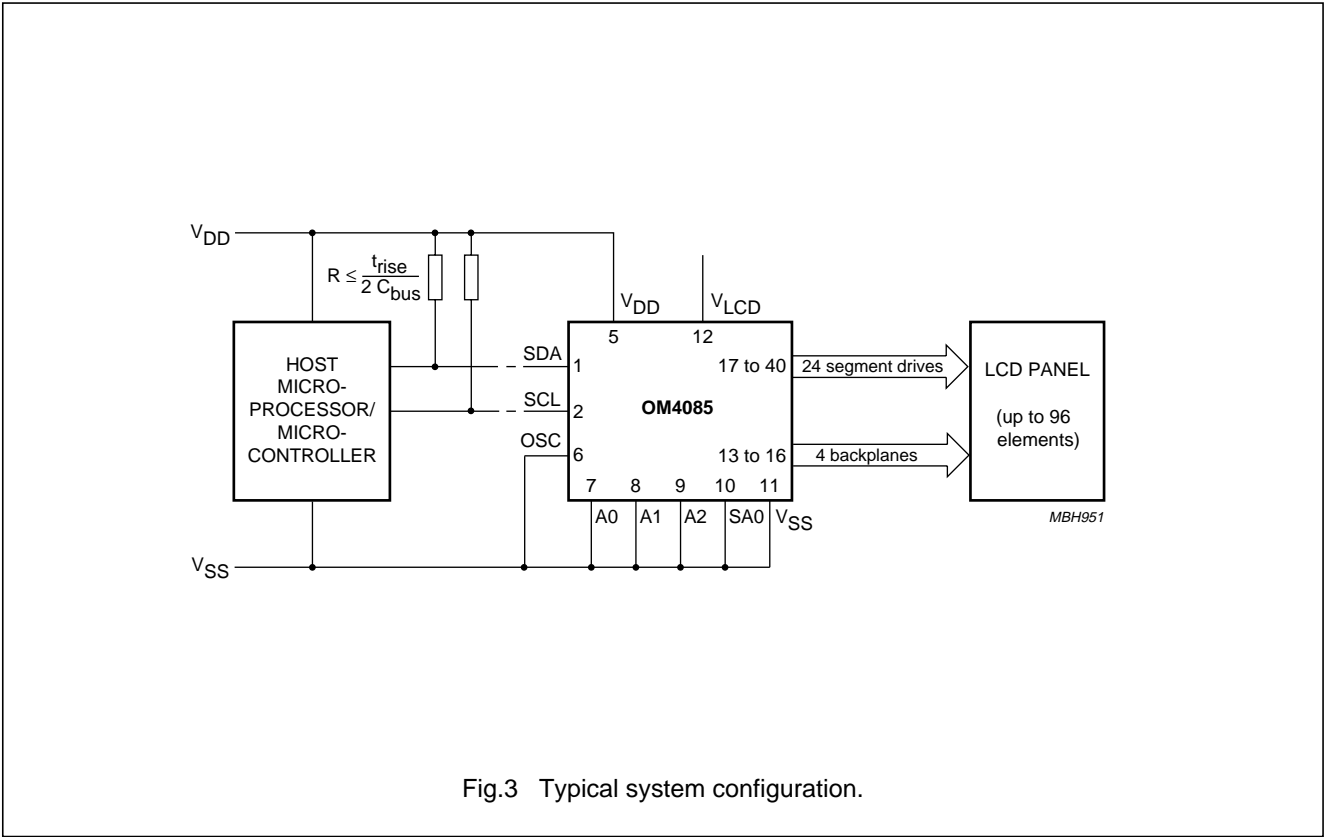 VDD
R ≤ trise
2 Cbus
VDD
VLCD
5
12
HOST
MICRO-
PROCESSOR/
MICRO-
CONTROLLER
SDA
1
SCL
2
OSC
6
OM4085
17 to 40
24 segment drives
13 to 16
4 backplanes
LCD PANEL
(up to 96
elements)
7 8 9 10 11
A0 A1 A2 SA0 VSS
MBH951
VSS
Fig.3 Typical system configuration.